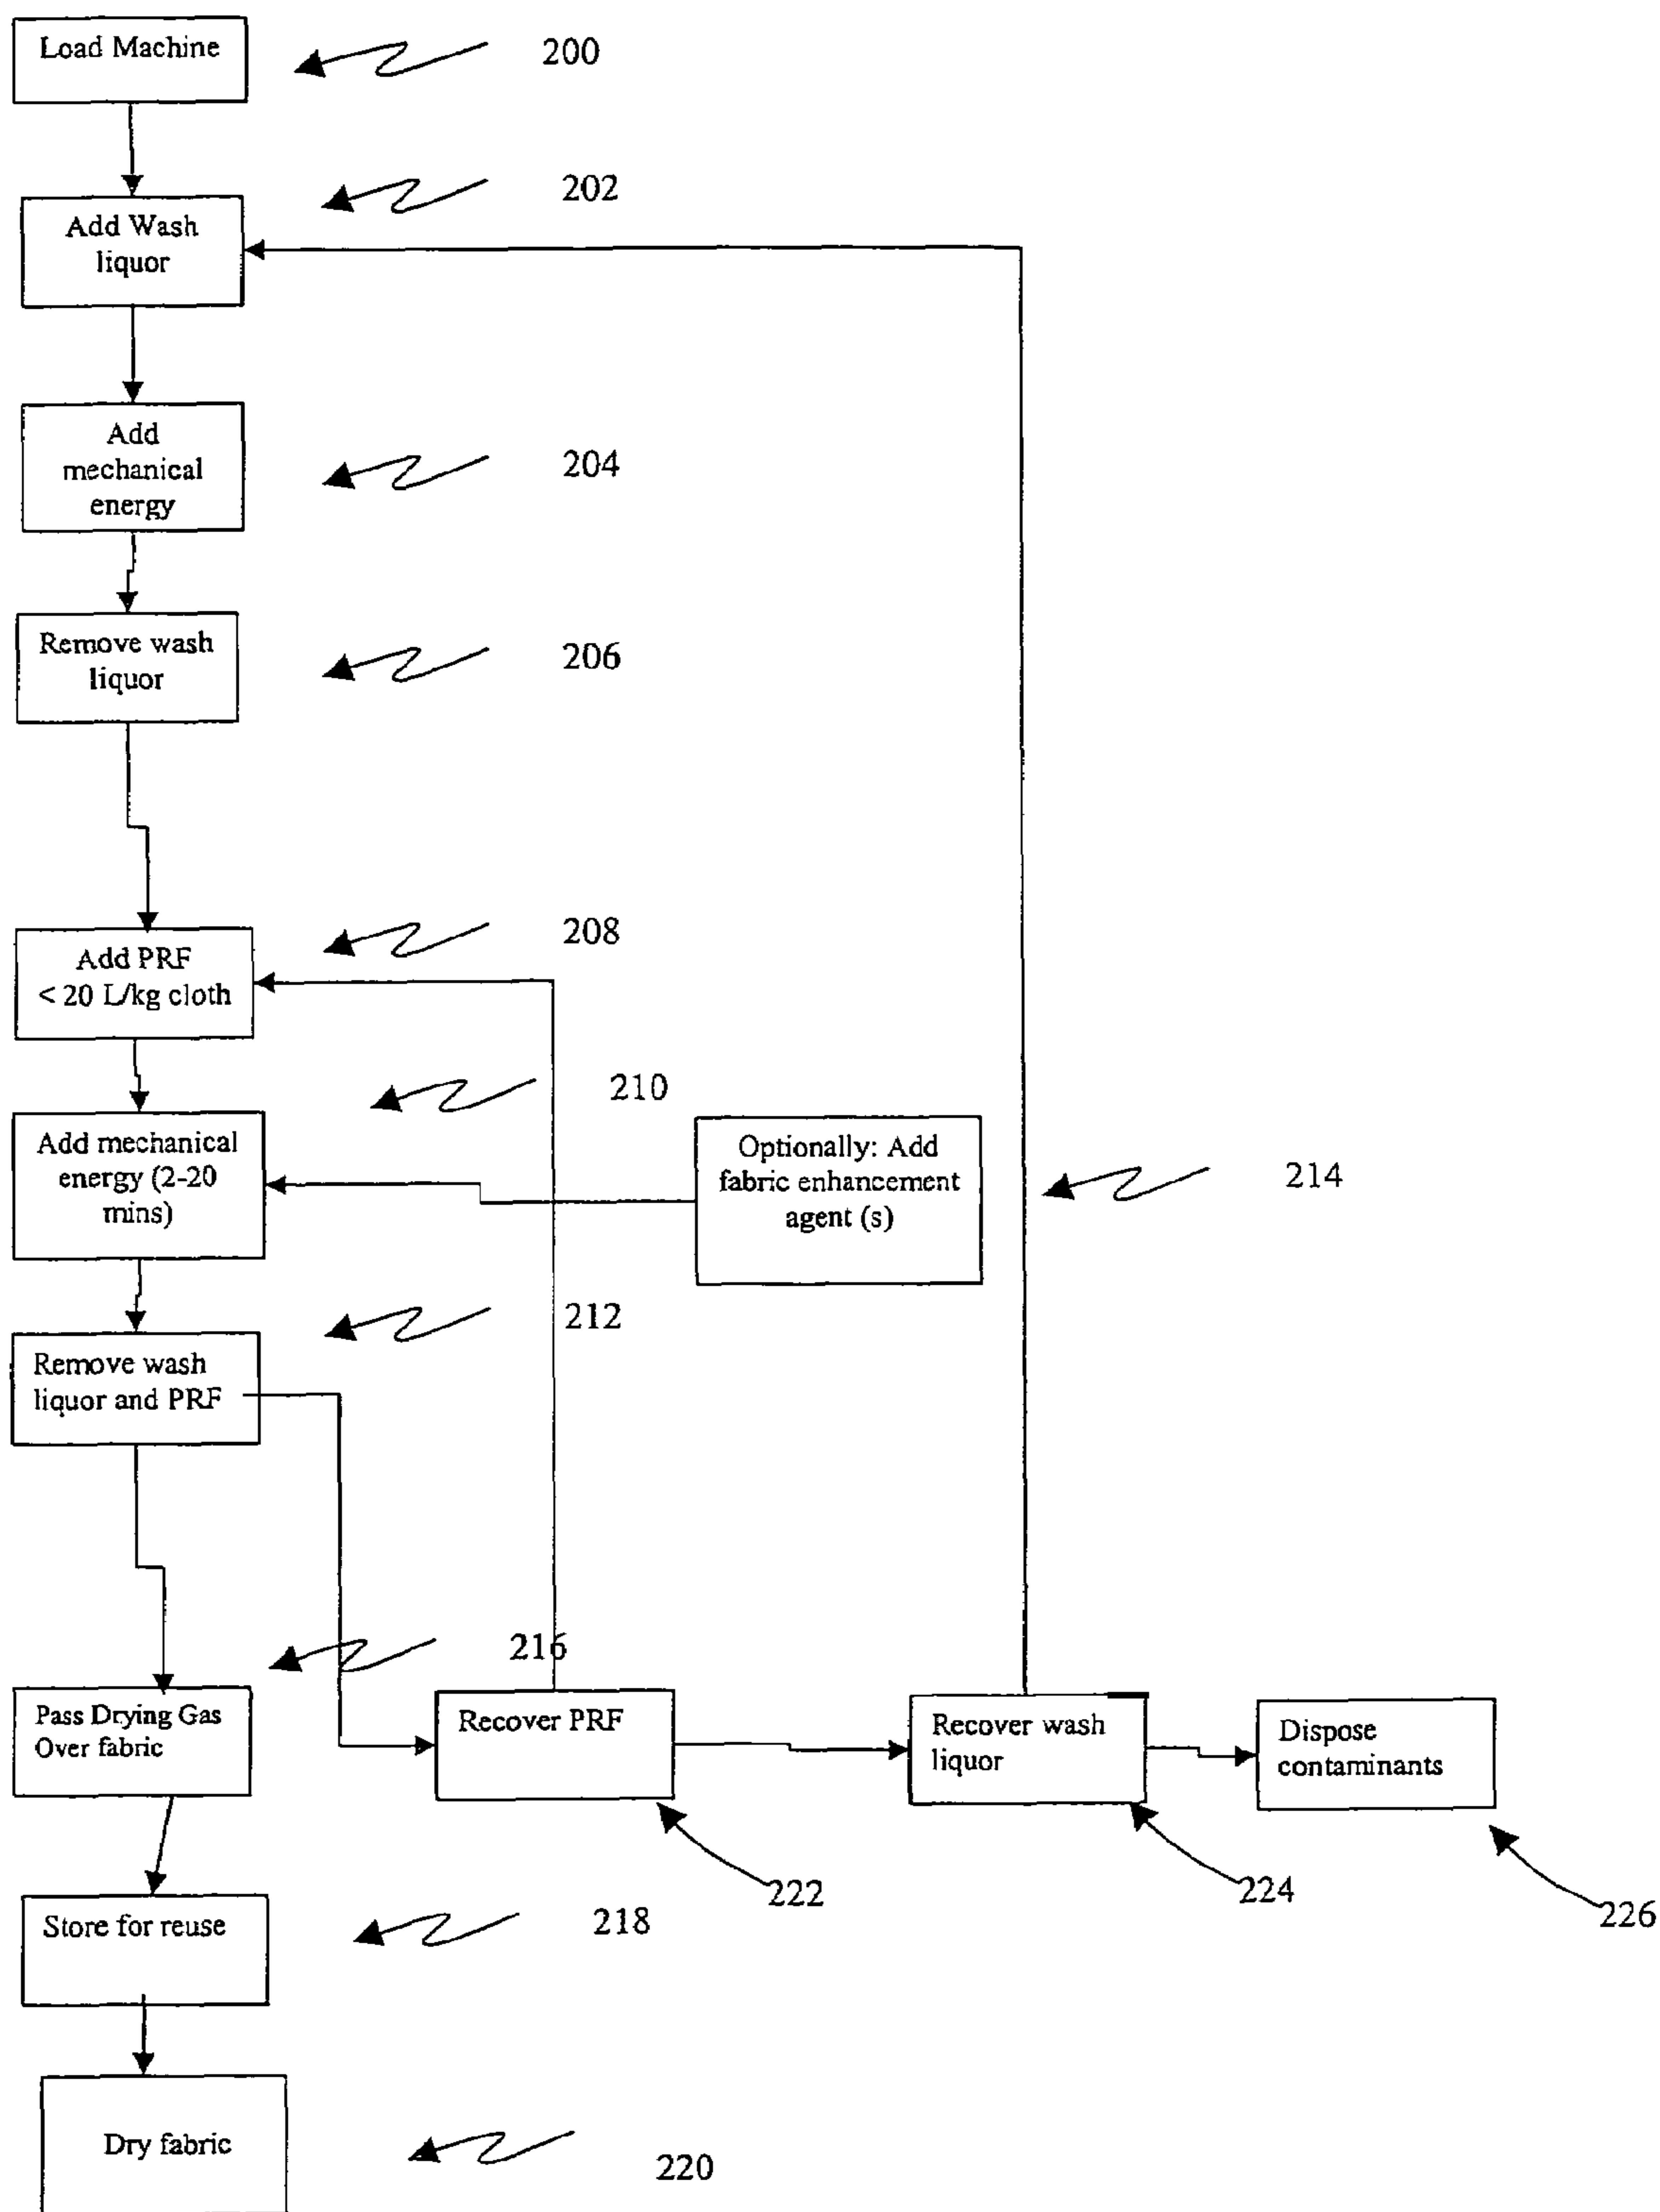 Load Machine
200
202
Add Wash
liquor
Add
mechanical
energy
204
Remove wash
liquor
206
208
Add PRF
< 20 L/kg cloth
210
Add mechanical
energy (2-20
mins)
Optionally: Add
fabric enhancement
agent (s)
214
212
Remove wash
liquor and PRF
216
Pass Drying Gas
Over fabric
Recover PRF
Recover wash
liquor
Dispose
contaminants
222
224
226
Store for reuse
218
Dry fabric
220